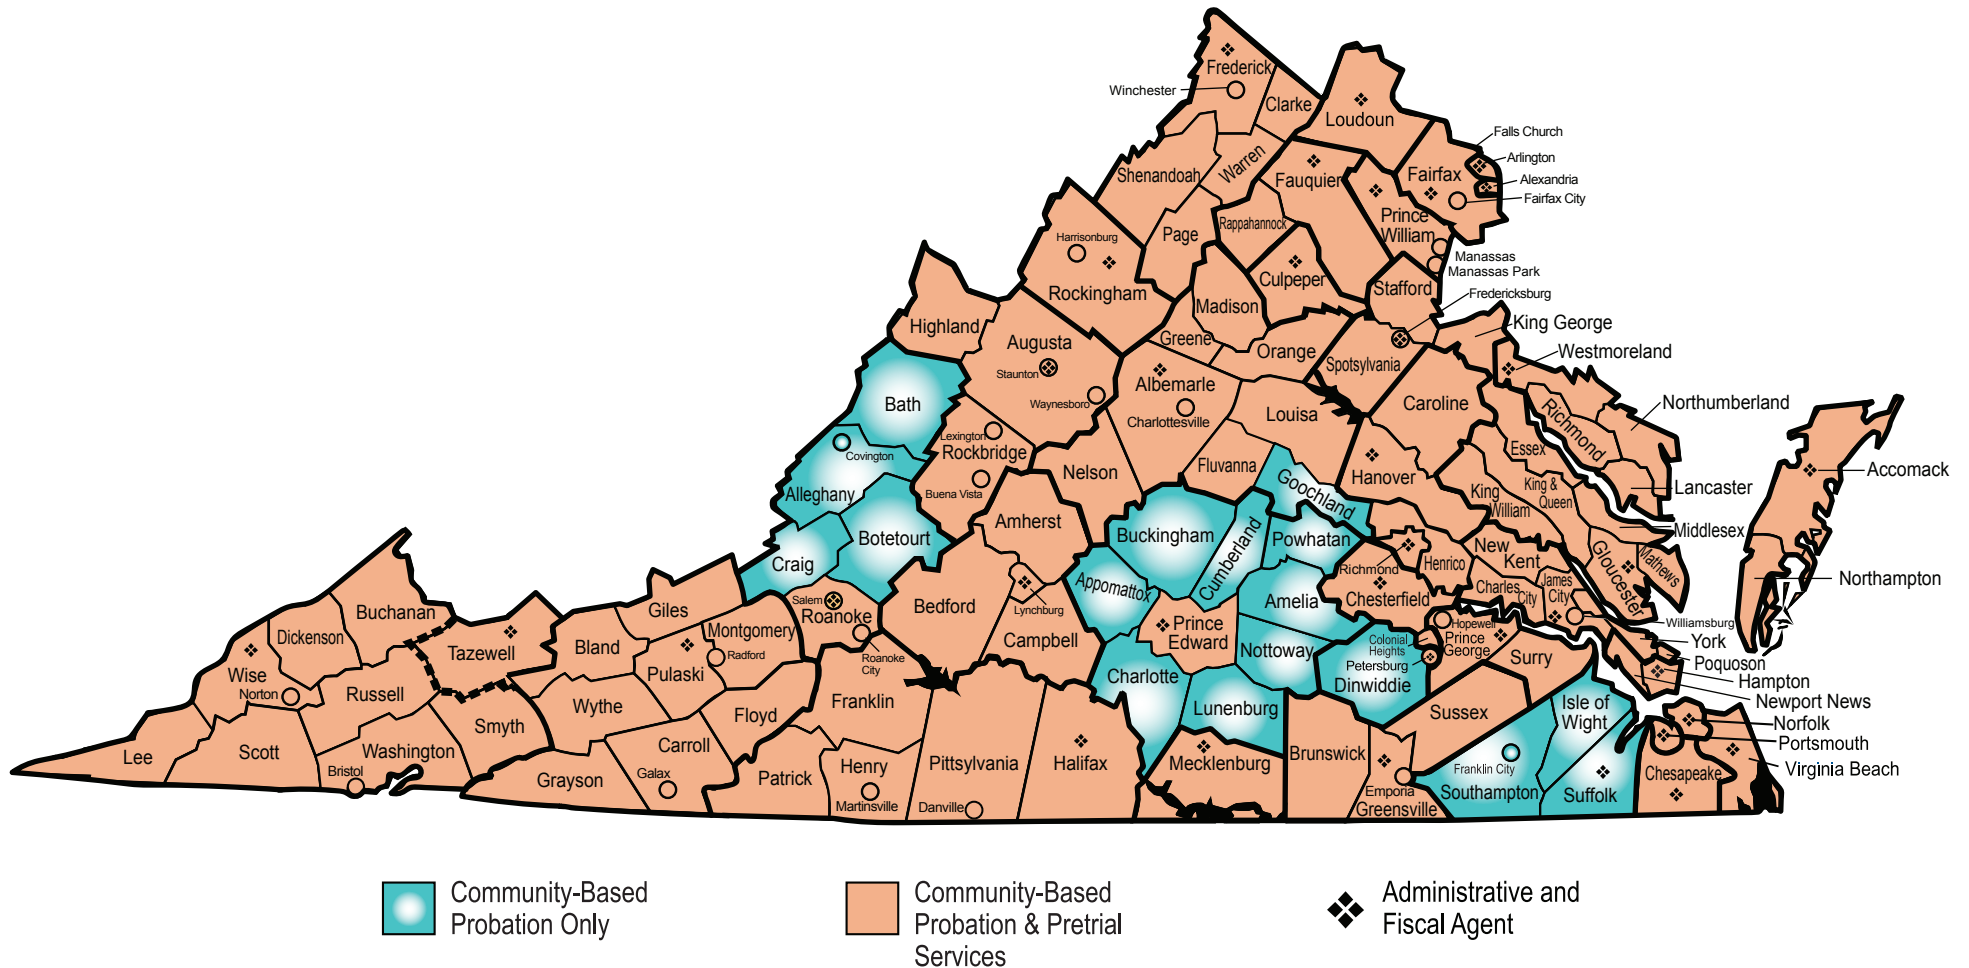 Frederick
Winchester
Clarke
Loudoun
Falls Church
Arlington
Alexandria
Fairfax
Fairfax City
Warren
Shenandoah
Fauquier
Prince
William
Rappahannock
Page
Harrisonburg
Rockingham
Manassas
Manassas Park
Culpeper
Stafford
Fredericksburg
Madison
Highland
King George
Greene
Orange
Augusta
Staunton
Waynesboro
Spotsylvania
Westmoreland
Albemarle
Charlottesville
Bath
Louisa
Caroline
Northumberland
Richmond
Covington
Lexington
Rockbridge
Buena Vista
Essex
Nelson
Fluvanna
Hanover
Accomack
Alleghany
Goochland
King
William
King &
Queen
Lancaster
Amherst
Botetourt
Buckingham
Cumberland
Powhatan
Middlesex
New
Kent
Gloucester
Mathews
Craig
Richmond
Henrico
Northampton
Appomattox
Charles
City
James
City
Amelia
Chesterfield
Buchanan
Giles
Salem
Roanoke
Bedford
Lynchburg
Campbell
Prince
Edward
Hopewell
Williamsburg
Dickenson
Tazewell
Bland
Montgomery
Radford
Pulaski
Roanoke
City
Nottoway
Colonial
Heights
Prince
George
Petersburg
Dinwiddie
Surry
York
Poquoson
Hampton
Newport News
Wise
Norton
Russell
Wythe
Floyd
Franklin
Charlotte
Lunenburg
Sussex
Isle of
Wight
Norfolk
Portsmouth
Virginia Beach
Lee
Scott
Washington
Smyth
Bristol
Grayson
Carroll
Galax
Patrick
Henry
Martinsville
Pittsylvania
Danville
Halifax
Mecklenburg
Brunswick
Emporia
Greensville
Franklin City
Southampton
Suffolk
Chesapeake
Community-Based
Probation Only
Community-Based
Probation & Pretrial
Services
Administrative and
Fiscal Agent